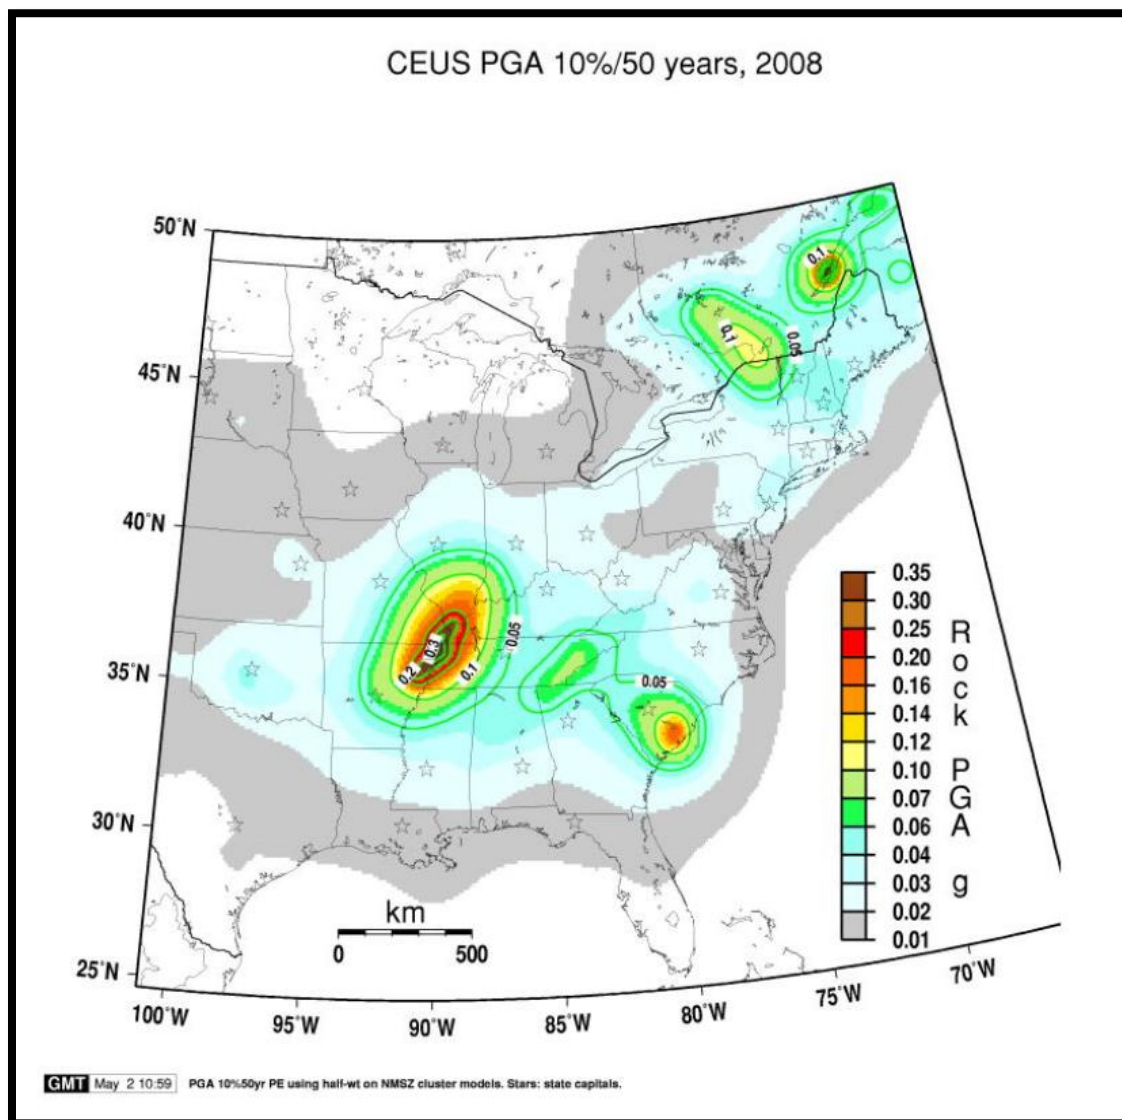 CEUS PGA 10%/50 years, 2008
50˚N
45˚N
40˚N
35˚N
30˚N
25˚N
100˚W
95˚W
90˚W
85˚W
80˚W
75˚W
70˚W
0.1
0.1
0.05
0.05
0.3
0.2
0.1
0.05
km
0 500
0.35
0.30
0.25
0.20
0.16
0.14
0.12
0.10
0.07
0.06
0.04
0.03
0.02
0.01
Rock PGA g
GMT May 2 10:59 PGA 10%50yr PE using half-wt on NMSZ cluster models. Stars: state capitals.